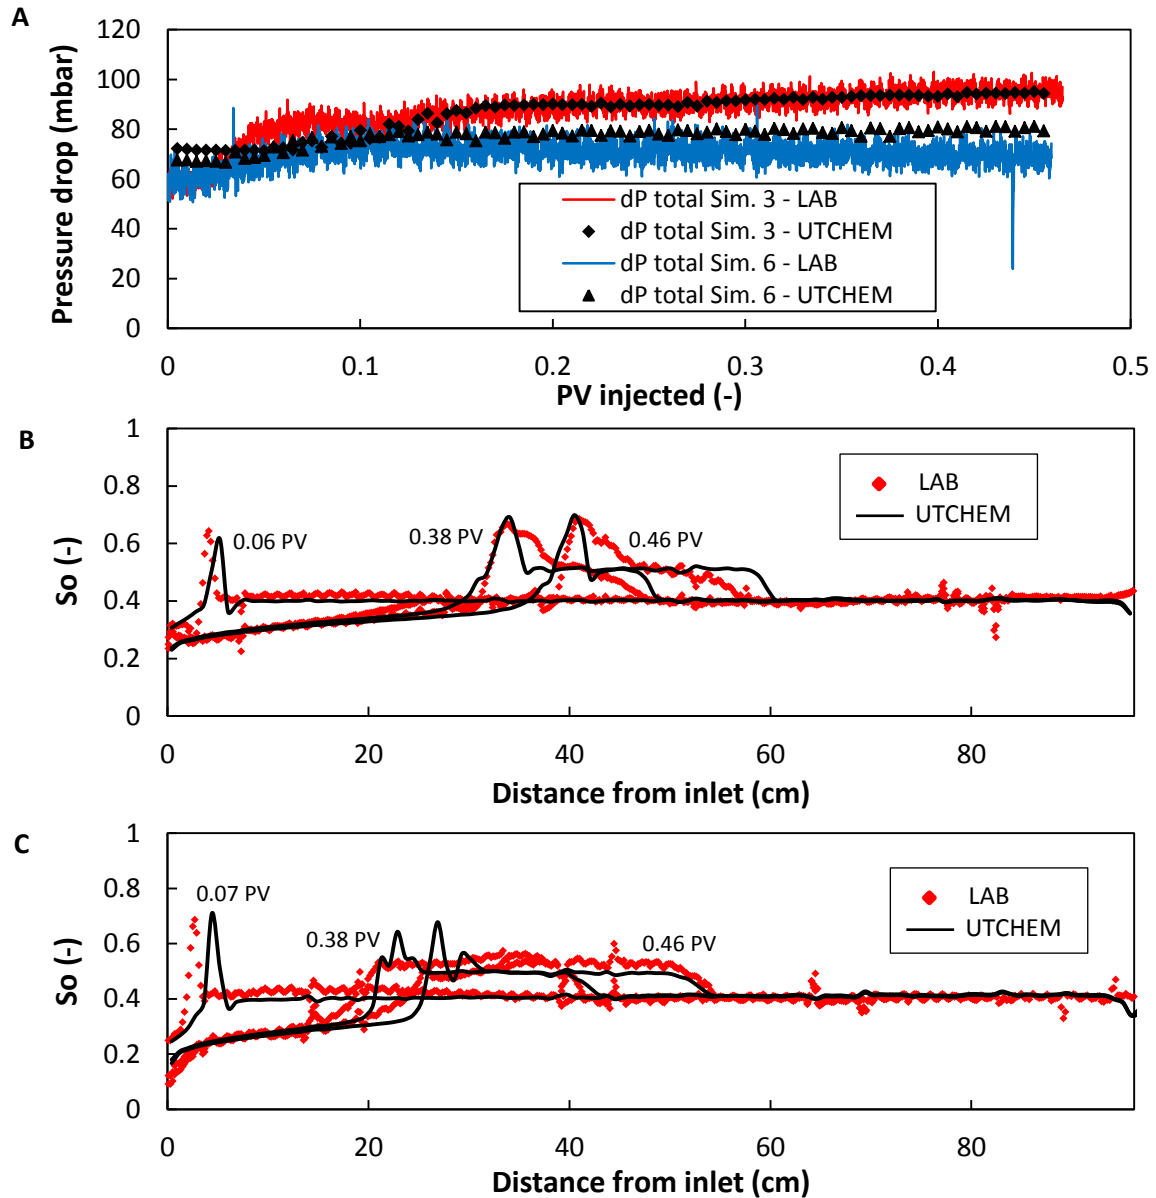 A
Pressure drop (mbar)
120
100
80
60
40
20
0
dP total Sim. 3 - LAB
dP total Sim. 3 - UTCHEM
dP total Sim. 6 - LAB
dP total Sim. 6 - UTCHEM
0 0.1 0.2 0.3 0.4 0.5
PV injected (-)
B
So (-)
1
0.8
0.6
0.4
0.2
0
0.06 PV
0.38 PV
0.46 PV
LAB
UTCHEM
0 20 40 60 80
Distance from inlet (cm)
C
So (-)
1
0.8
0.6
0.4
0.2
0
0.07 PV
0.38 PV
0.46 PV
LAB
UTCHEM
0 20 40 60 80
Distance from inlet (cm)